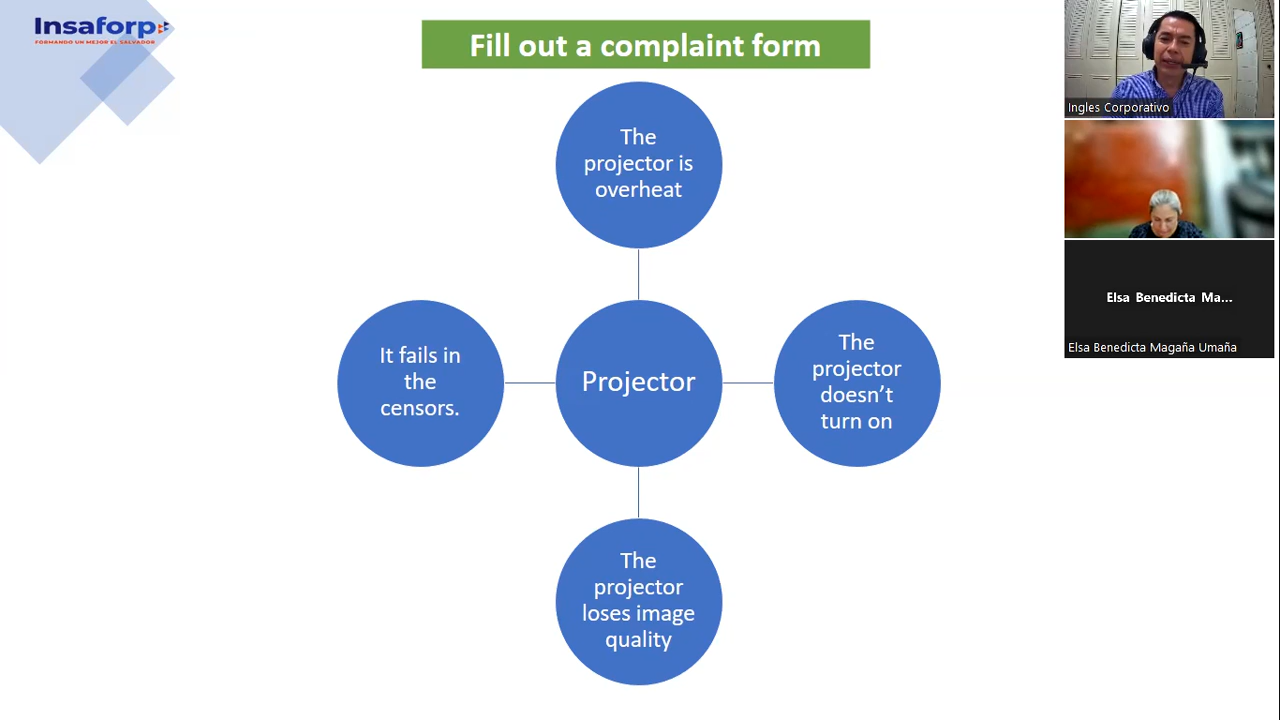 Insaforp
FORMANDO UN MEJOR EL SALVADOR
Fill out a complaint form
The
projector is
overheat
It fails in
the
censors.
Projector
The
projector
doesn’t
turn on
The
projector
loses image
quality
Ingles Corporativo
Elsa Benedicta Ma...
Elsa Benedicta Magaña Umaña